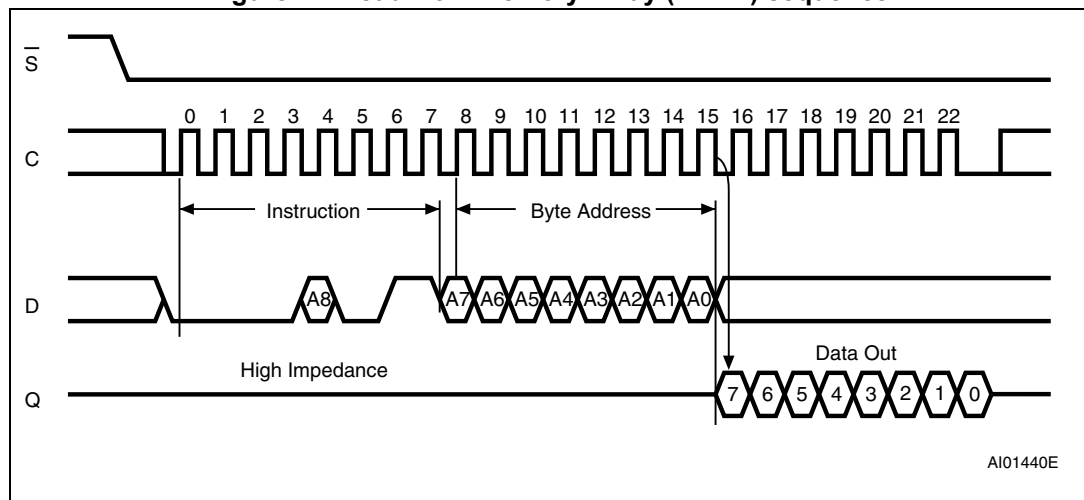 S
0 1 2 3 4 5 6 7 8 9 10 11 12 13 14 15 16 17 18 19 20 21 22
C
Instruction Byte Address
D A8 A7 A6 A5 A4 A3 A2 A1 A0
High Impedance Data Out
Q 7 6 5 4 3 2 1 0
AI01440E